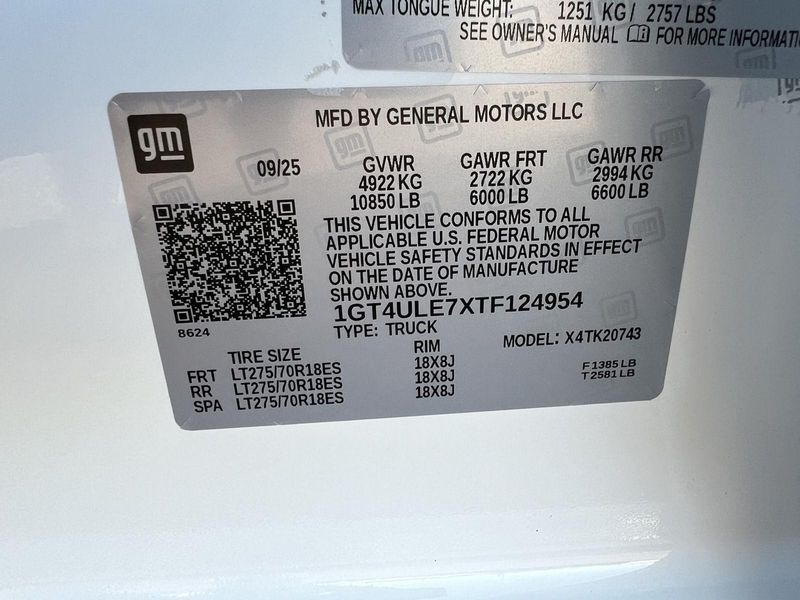 MAX TONGUE WEIGHT: 1251 KG / 2757 LBS
SEE OWNER'S MANUAL FOR MORE INFORMATI
gm
MFD BY GENERAL MOTORS LLC
09/25
GVWR GAWR FRT GAWR RR
4922 KG 2722 KG 2994 KG
10850 LB 6000 LB 6600 LB
THIS VEHICLE CONFORMS TO ALL
APPLICABLE U.S. FEDERAL MOTOR
VEHICLE SAFETY STANDARDS IN EFFECT
ON THE DATE OF MANUFACTURE
SHOWN ABOVE.
8624
1GT4ULE7XTF124954
TYPE: TRUCK MODEL: X4TK20743
TIRE SIZE RIM
FRT LT275/70R18ES 18X8J F1385 LB
RR LT275/70R18ES 18X8J T2581 LB
SPA LT275/70R18ES 18X8J